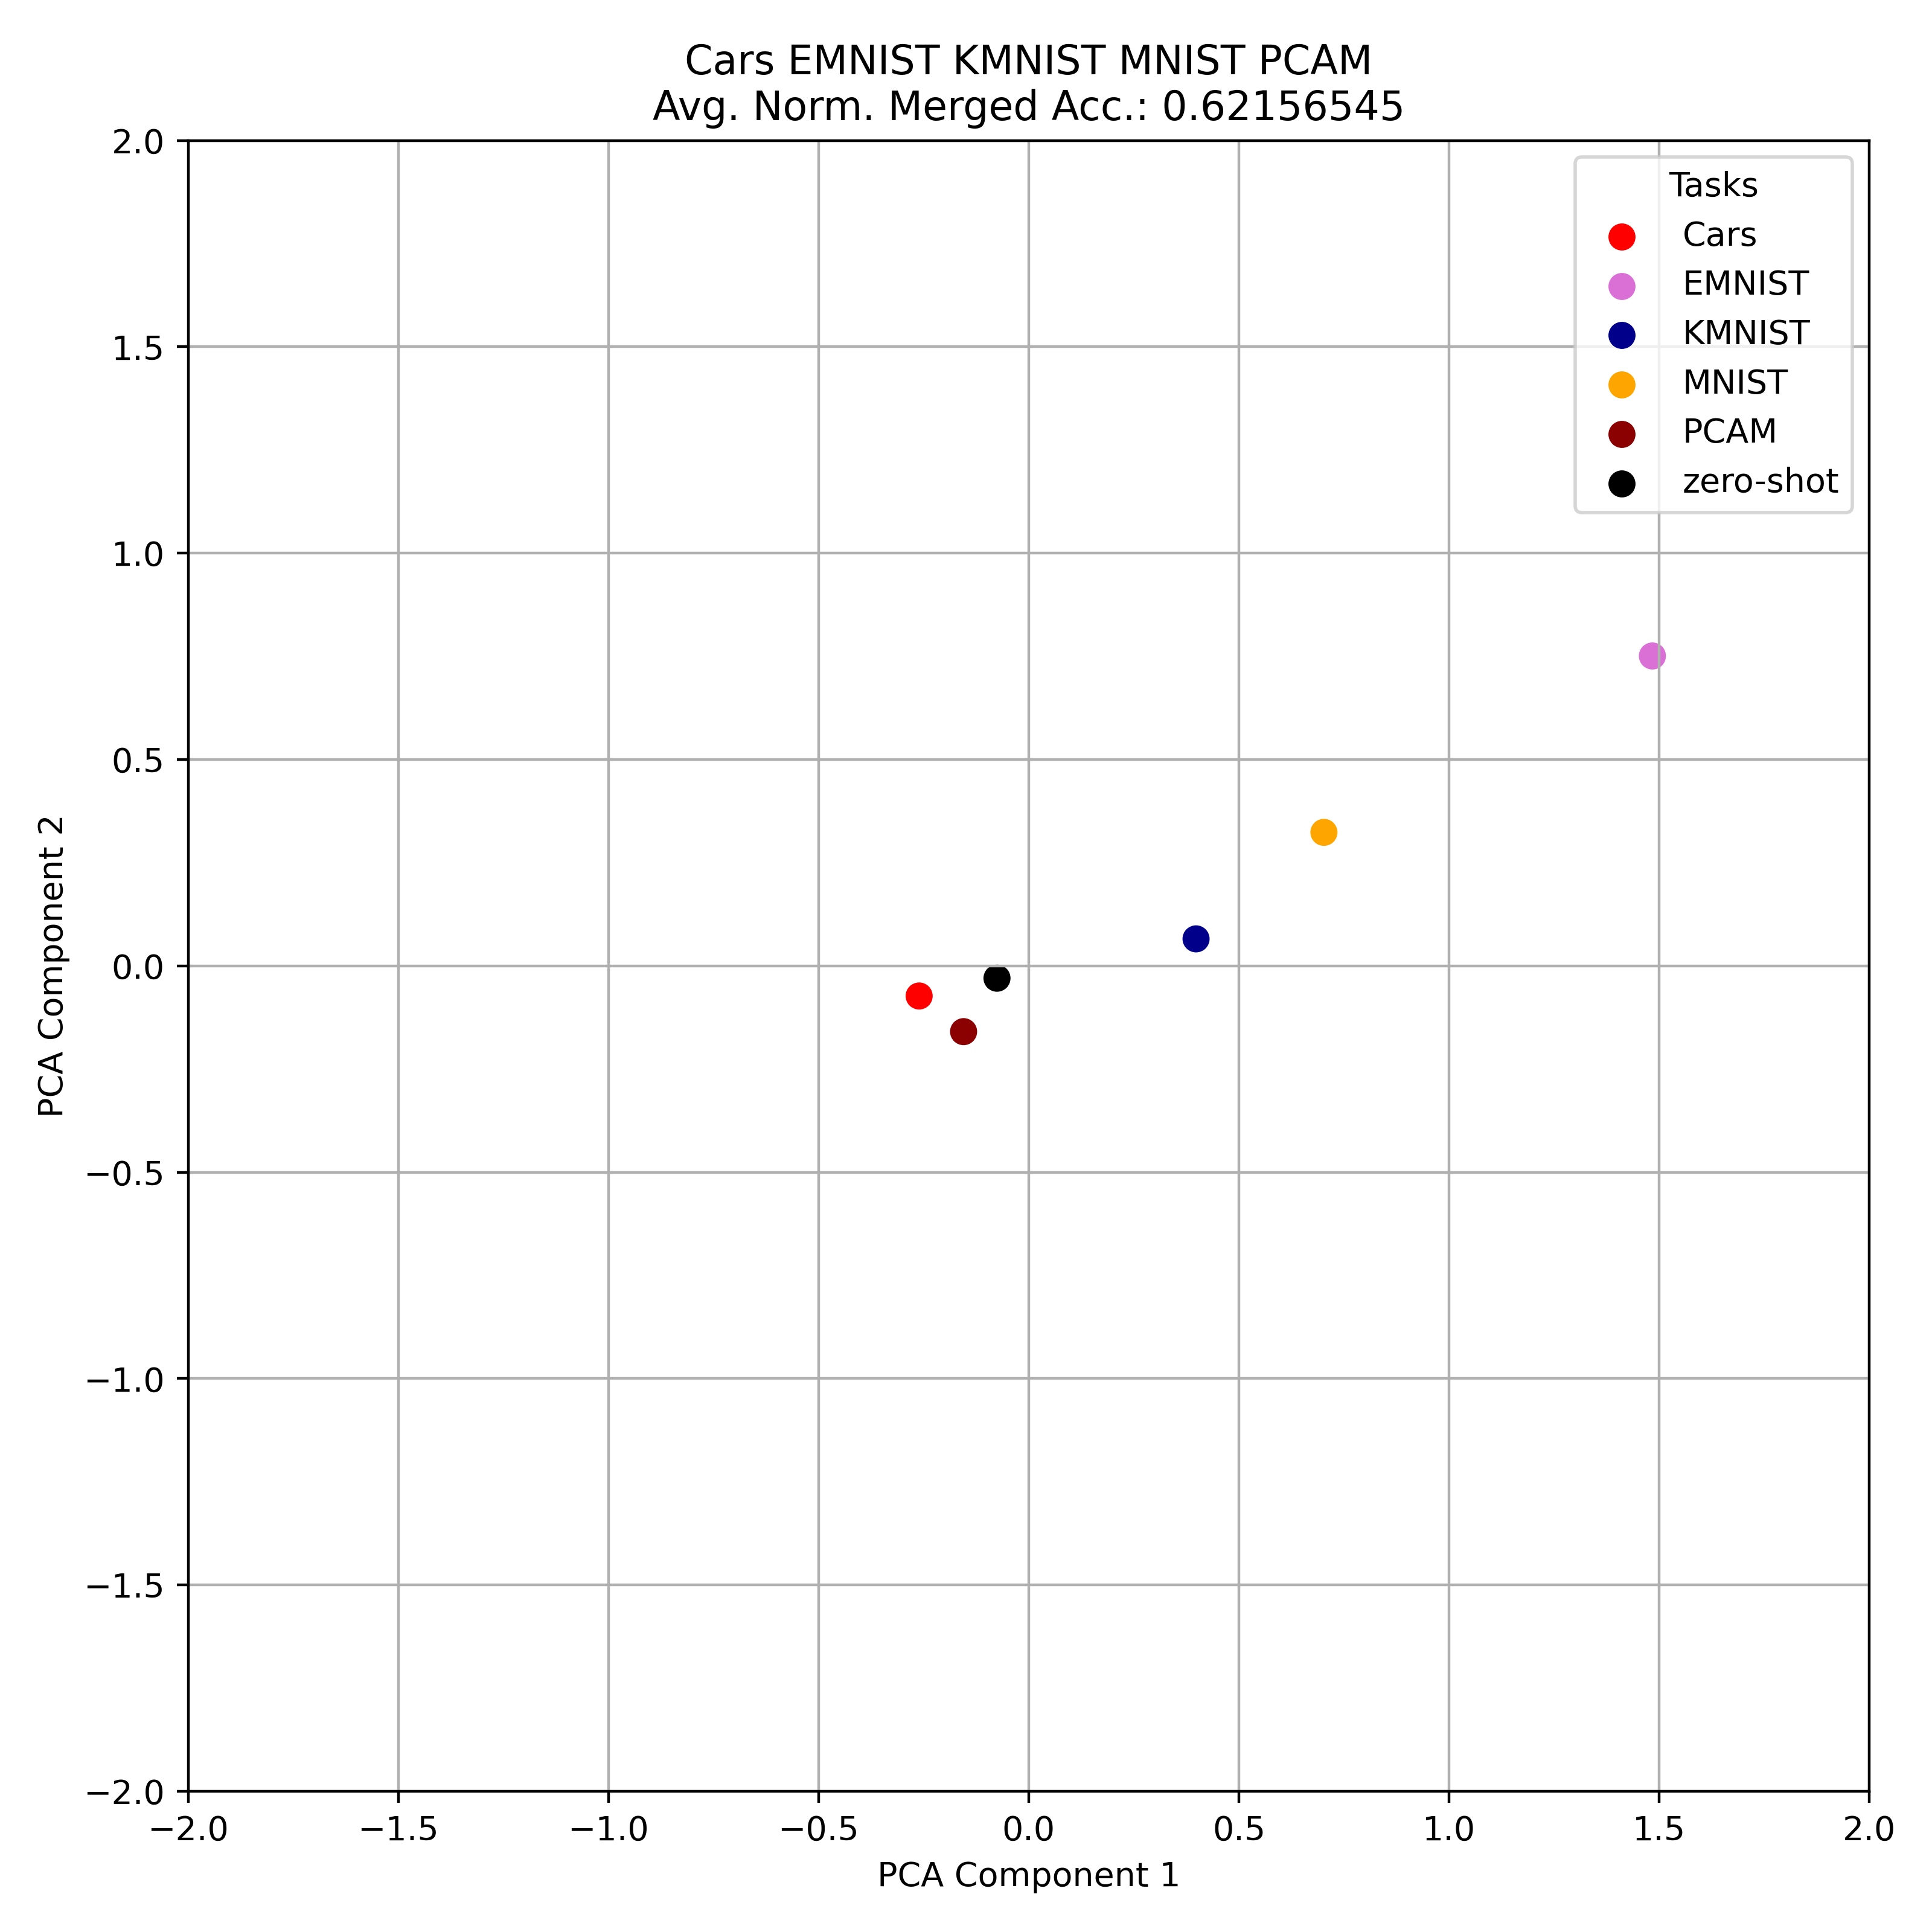 Cars EMNIST KMNIST MNIST PCAM
Avg. Norm. Merged Acc.: 0.62156545
Tasks
Cars
EMNIST
KMNIST
MNIST
PCAM
zero-shot
2.0
1.5
1.0
0.5
0.0
−0.5
−1.0
−1.5
−2.0
PCA Component 2
−2.0 −1.5 −1.0 −0.5 0.0 0.5 1.0 1.5 2.0
PCA Component 1